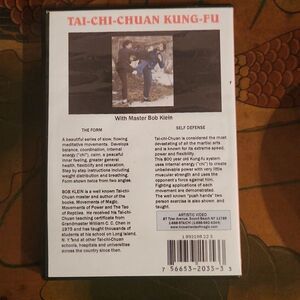 TAI-CHI-CHUAN KUNG-FU
With Master Bob Klein
THE FORM
A beautiful series of slow, flowing,
meditative movements. Develops
balance, coordination, internal
energy ("chi"), calm, a peaceful
inner feeling, greater general
health, flexibility and relaxation.
Step by step instructions including
weight distribution and breathing.
Form shown twice from two angles.
BOB KLEIN is a well known Tai-chi-
Chuan master and author of the
books, Movements of Magic,
Movements of Power and The Tao
of Reptiles. He received his Tai-chi-
Chuan teaching certificate from
Grandmaster William C. C. Chen in
1975 and has taught thousands of
students at his school on Long Island,
N. Y. and at other Tai-chi-Chuan
schools, hospitals and universities
across the country since then.
SELF DEFENSE
Tai-chi-Chuan is considered the most
devastating of all the martial arts
and is known for its extreme speed,
power and flexibility.
This 800 year old Kung-fu system
uses internal energy ("chi") to create
unbelievable power with very little
muscular strength and uses the
opponent's force against him.
Fighting applications of each
movement are demonstrated.
The well known "push hands" two
person exercise is also shown, and
taught.
ARTISTIC VIDEO
87 Tyler Avenue, Sound Beach, NY 11789
7 56653-2033-3 3